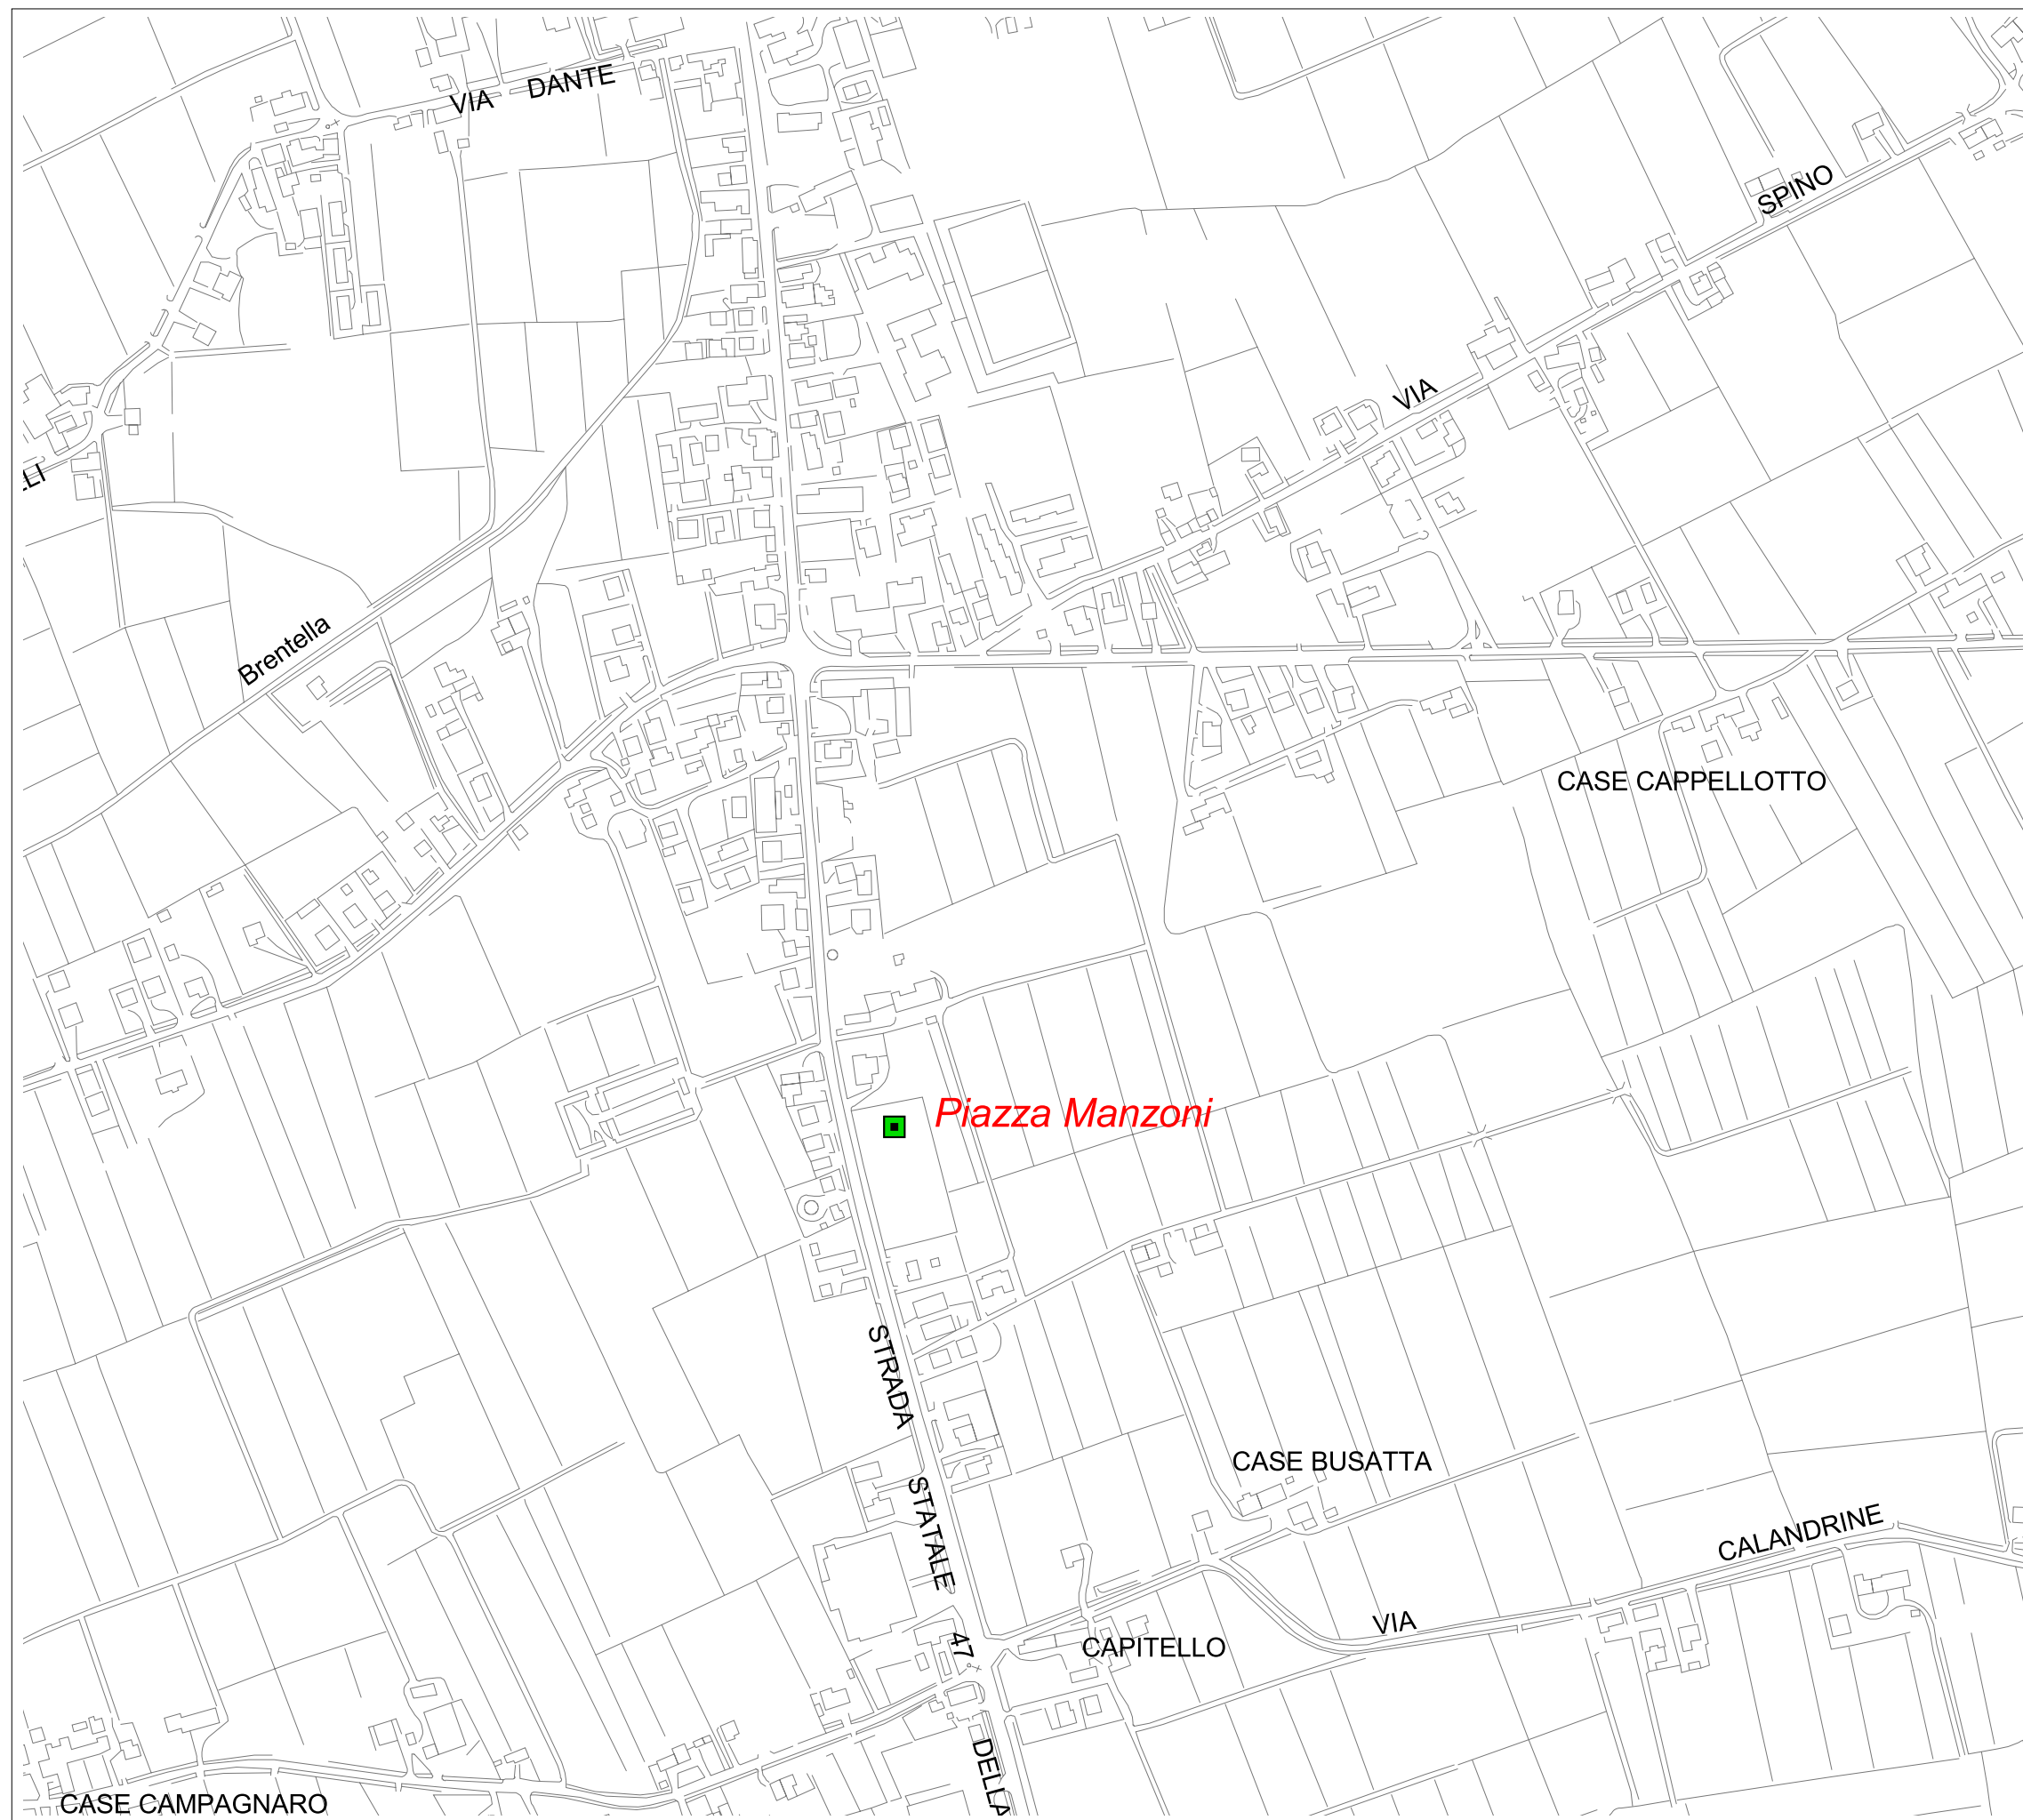 VIA DANTE
SPINO
VIA
Brentella
CASE CAPPELLOTTO
Piazza Manzoni
STRADA
STATALE
47
DELLA
CASE BUSATTA
CALANDRINE
VIA
CAPITELLO
CASE CAMPAGNARO